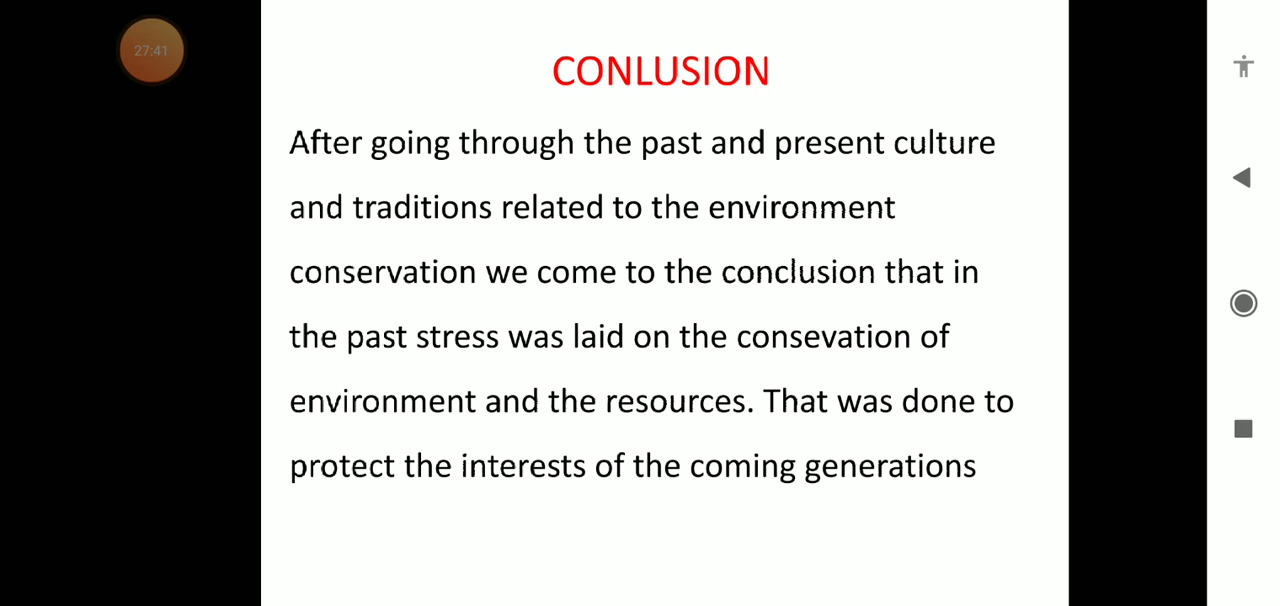 27:41
CONLUSION
After going through the past and present culture
and traditions related to the environment
conservation we come to the conclusion that in
the past stress was laid on the consevation of
environment and the resources. That was done to
protect the interests of the coming generations